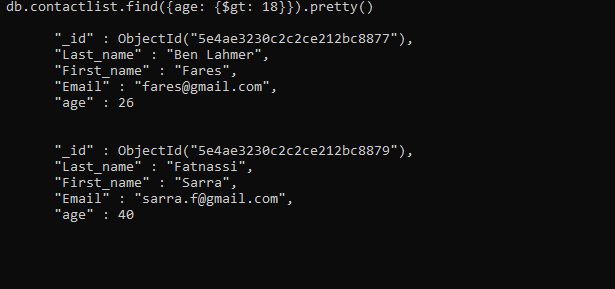 db.contactlist.find({age: {$gt: 18}}).pretty()
"_id" : ObjectId("5e4ae3230c2c2ce212bc8877"),
"Last_name" : "Ben Lahmer",
"First_name" : "Fares",
"Email" : "fares@gmail.com",
"age" : 26
"_id" : ObjectId("5e4ae3230c2c2ce212bc8879"),
"Last_name" : "Fatnassi",
"First_name" : "Sarra",
"Email" : "sarra.f@gmail.com",
"age" : 40